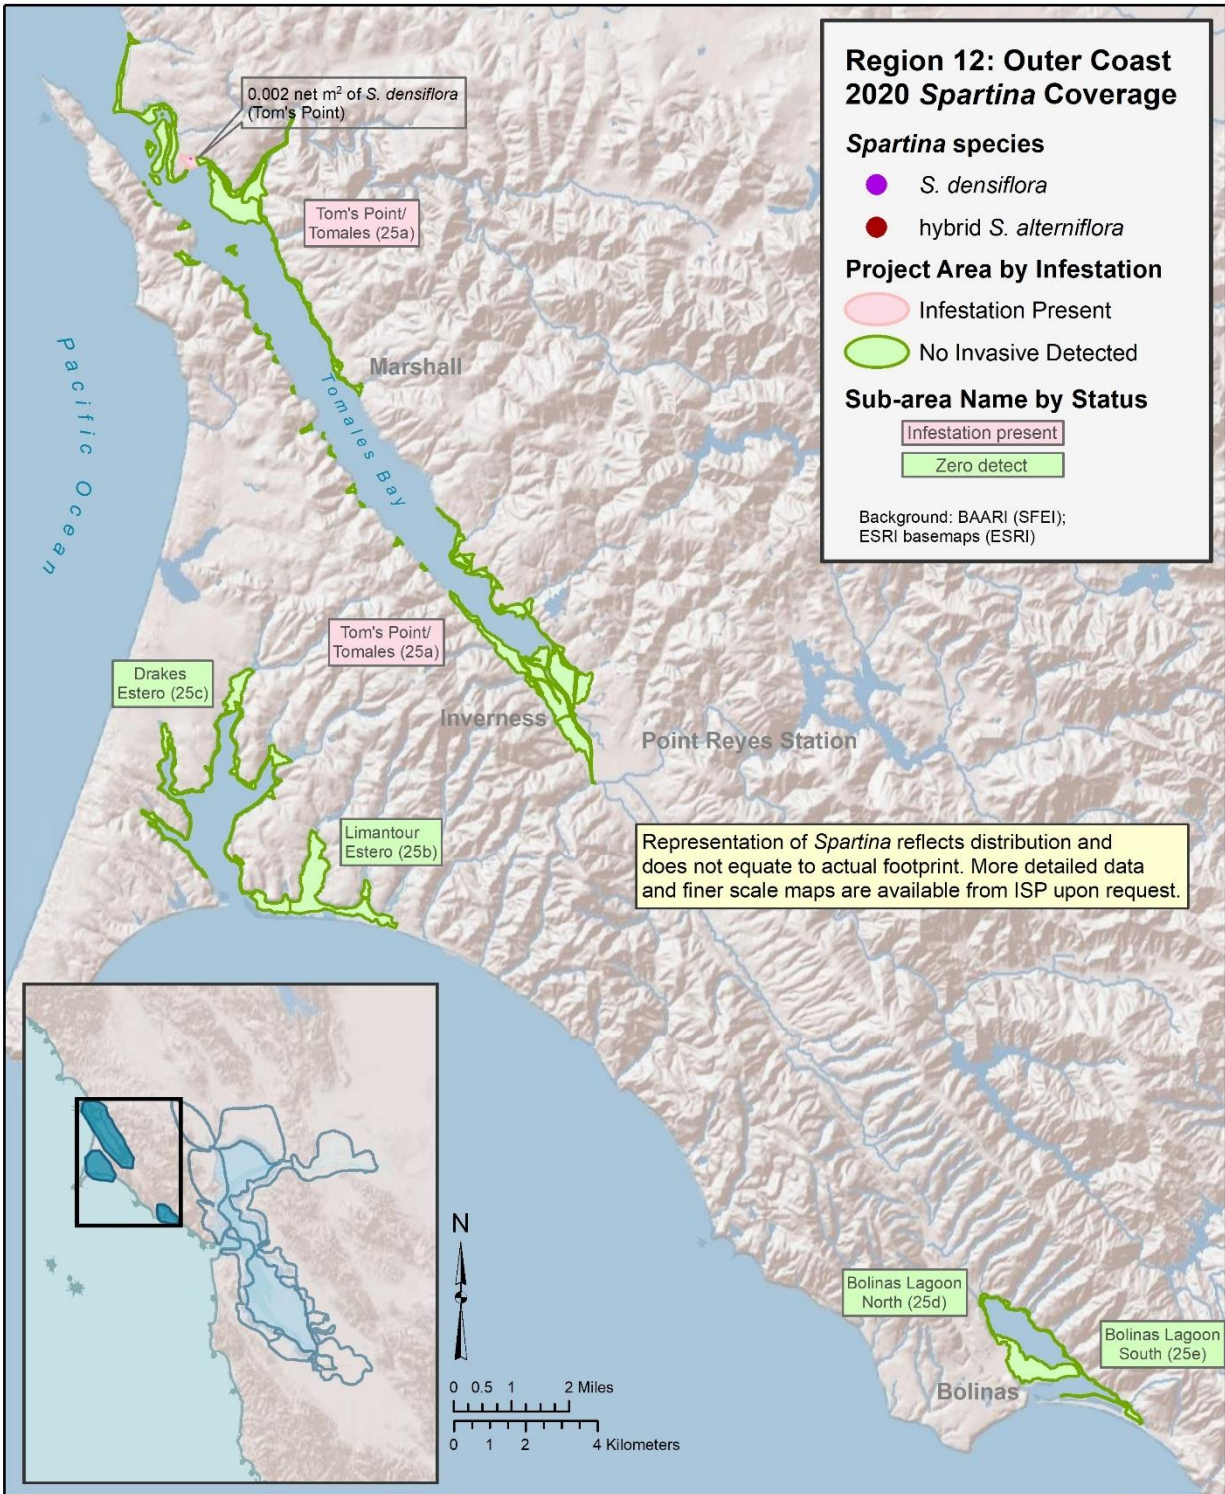 Region 12: Outer Coast
2020 Spartina Coverage
Spartina species
S. densiflora
hybrid S. alterniflora
Project Area by Infestation
Infestation Present
No Invasive Detected
Sub-area Name by Status
Infestation present
Zero detect
Background: BAARI (SFEI);
ESRI basemaps (ESRI)
0.002 net m² of S. densiflora
(Tom's Point)
Tom's Point/
Tomales (25a)
Marshall
Pacific Ocean
Tomales Bay
Tom's Point/
Tomales (25a)
Drakes
Estero (25c)
Inverness
Point Reyes Station
Limantour
Estero (25b)
Representation of Spartina reflects distribution and
does not equate to actual footprint. More detailed data
and finer scale maps are available from ISP upon request.
N
0 0.5 1 2 Miles
0 1 2 4 Kilometers
Bolinas Lagoon
North (25d)
Bolinas Lagoon
South (25e)
Bolinas